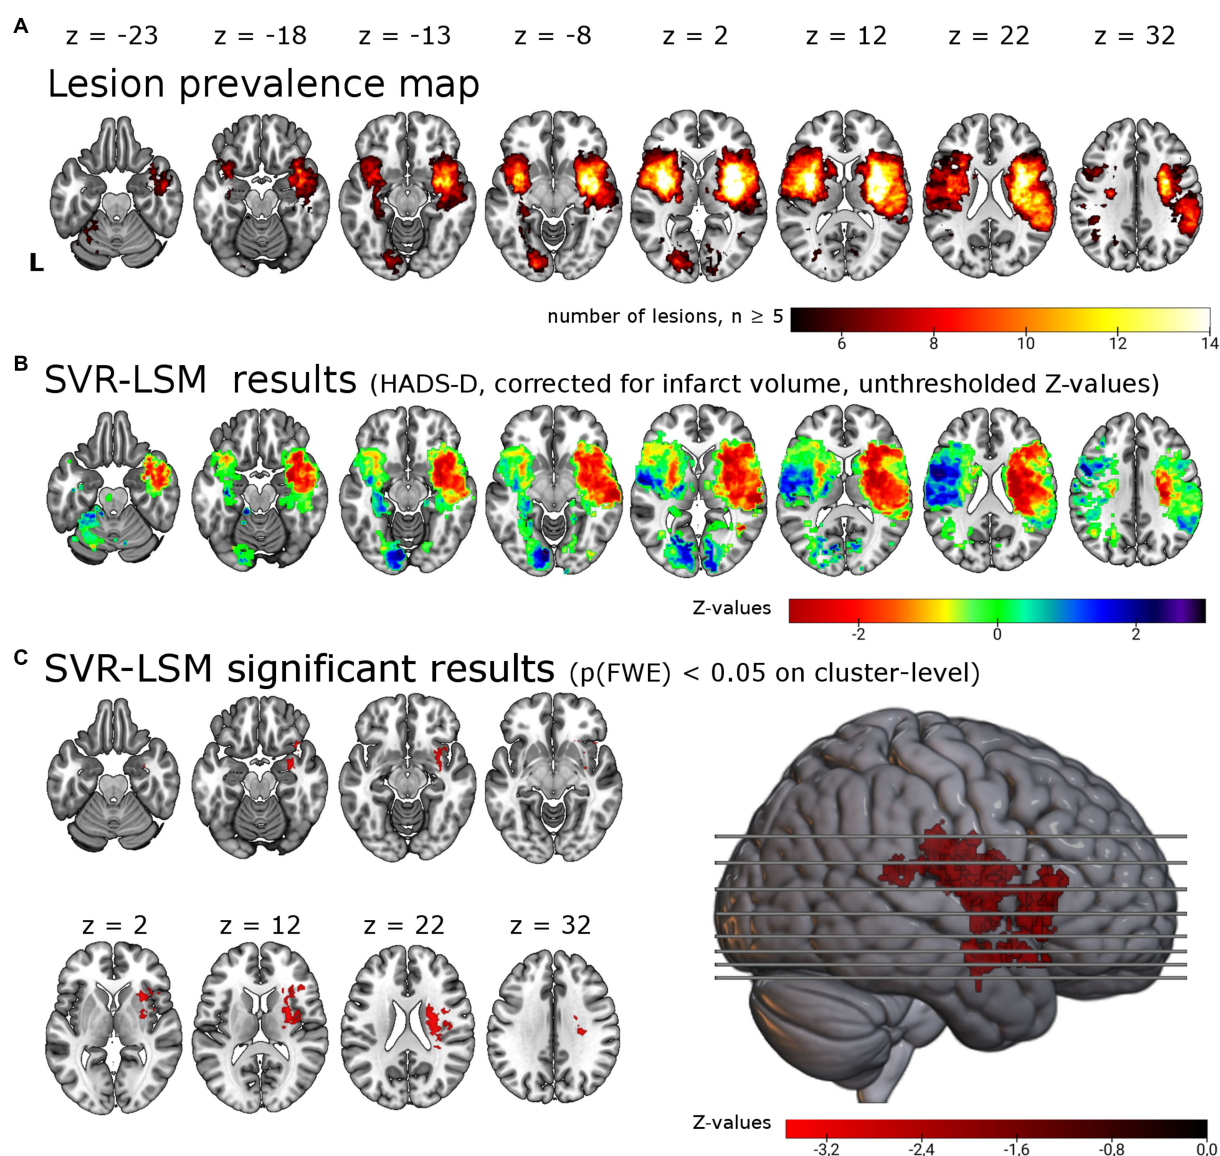 A
z = -23 z = -18 z = -13 z = -8 z = 2 z = 12 z = 22 z = 32
Lesion prevalence map
L
number of lesions, n ≥ 5
6 8 10 12 14
B
SVR-LSM results (HADS-D, corrected for infarct volume, unthresholded Z-values)
Z-values
-2 0 2
C
SVR-LSM significant results (p(FWE) < 0.05 on cluster-level)
z = 2 z = 12 z = 22 z = 32
Z-values
-3.2 -2.4 -1.6 -0.8 0.0